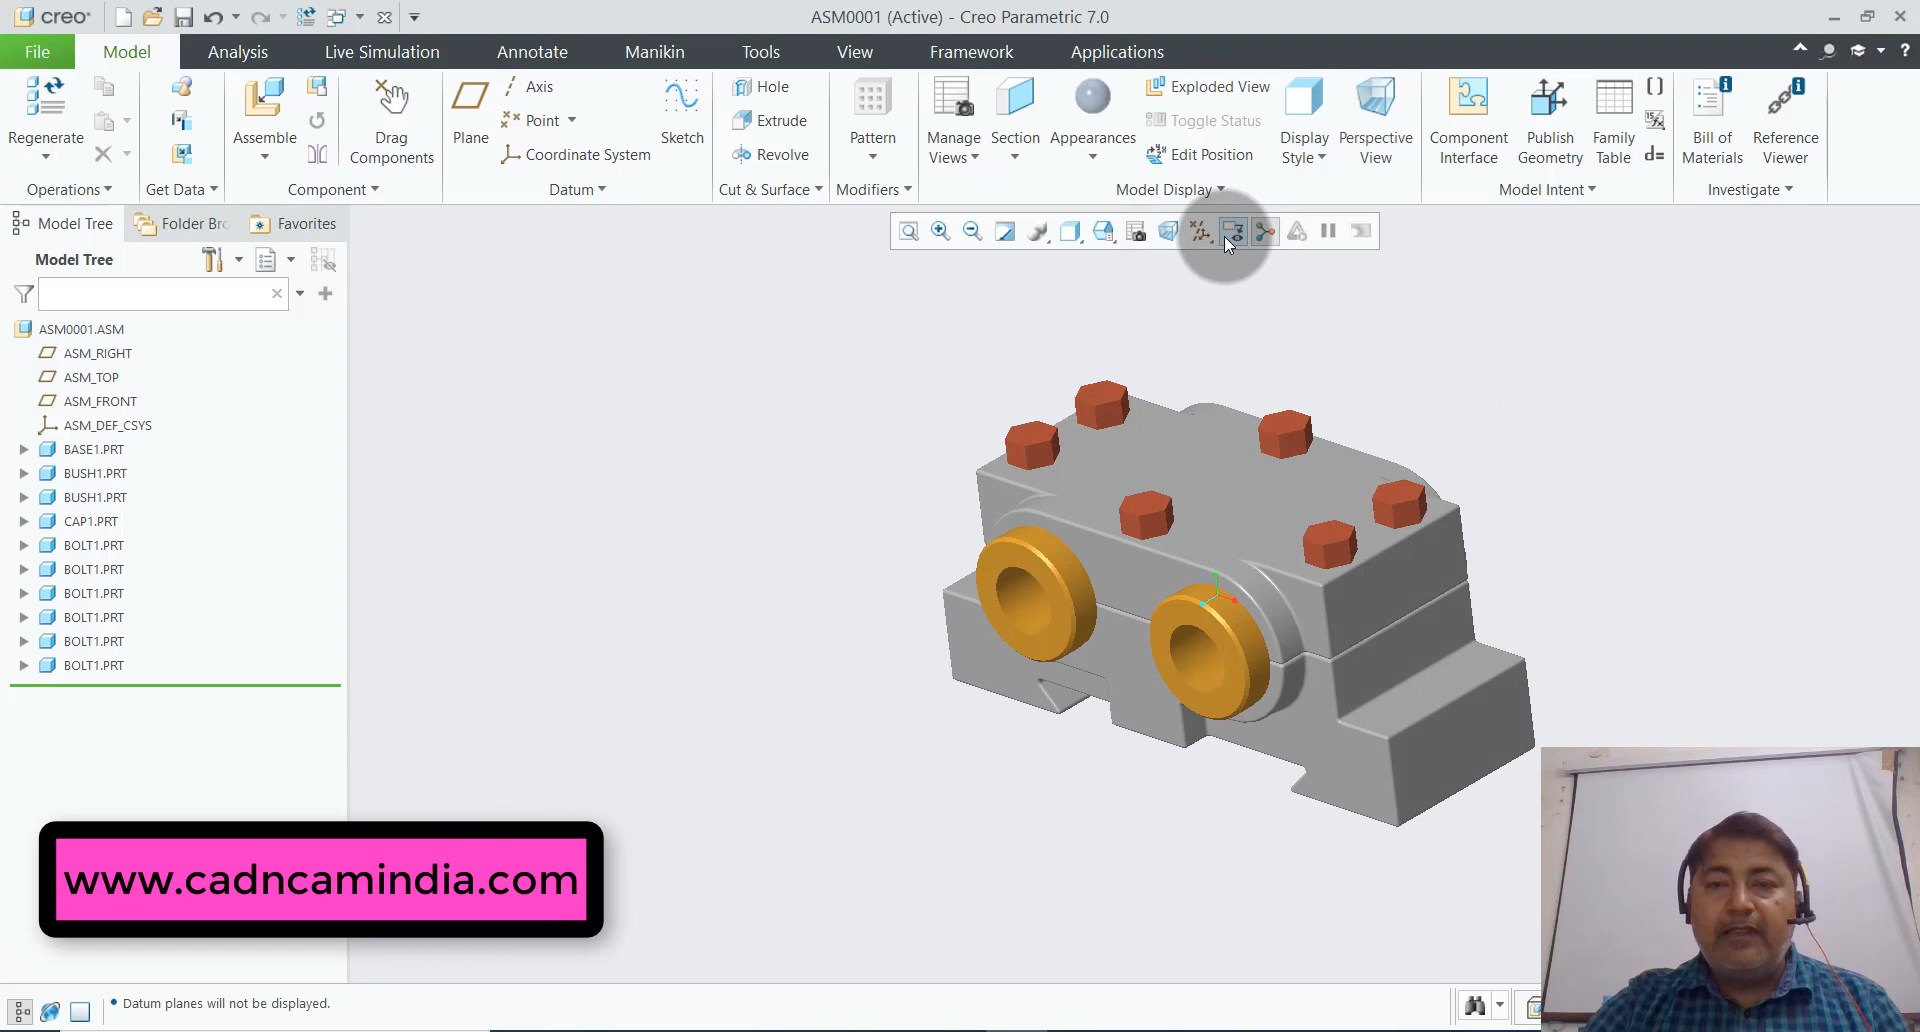 creo
ASM0001 (Active) - Creo Parametric 7.0
File
Model
Analysis
Live Simulation
Annotate
Manikin
Tools
View
Framework
Applications
Regenerate
Operations
Get Data
Assemble
Drag
Components
Component
Plane
Axis
Point
Coordinate System
Sketch
Datum
Hole
Extrude
Revolve
Cut & Surface
Pattern
Modifiers
Manage
Views
Section
Appearances
Exploded View
Toggle Status
Edit Position
Display
Style
Perspective
View
Model Display
Component
Interface
Publish
Geometry
Family
Table
Model Intent
Bill of
Materials
Reference
Viewer
Investigate
Model Tree
Folder Bro
Favorites
Model Tree
ASM0001.ASM
ASM_RIGHT
ASM_TOP
ASM_FRONT
ASM_DEF_CSYS
BASE1.PRT
BUSH1.PRT
BUSH1.PRT
CAP1.PRT
BOLT1.PRT
BOLT1.PRT
BOLT1.PRT
BOLT1.PRT
BOLT1.PRT
BOLT1.PRT
www.cadncamindia.com
• Datum planes will not be displayed.